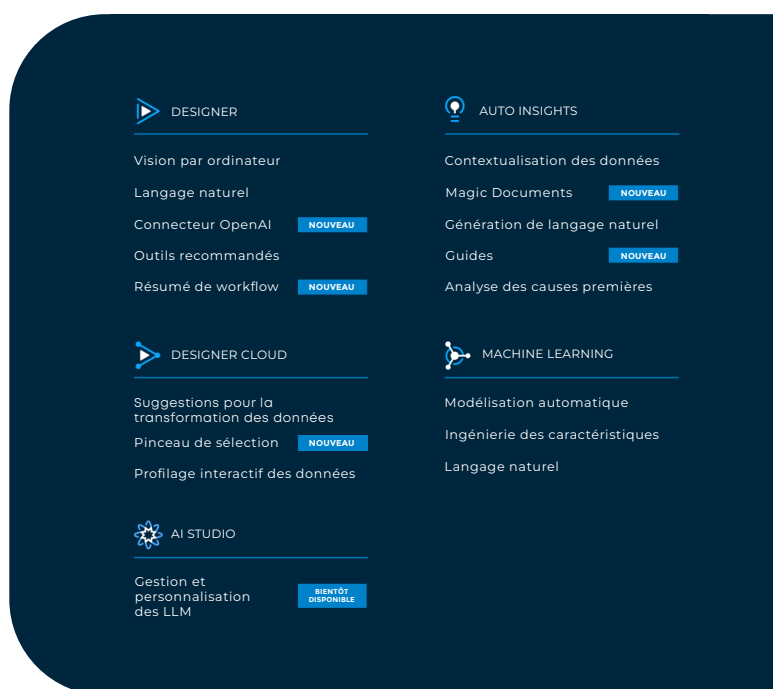 DESIGNER
Vision par ordinateur
Langage naturel
Connecteur OpenAI NOUVEAU
Outils recommandés
Résumé de workflow NOUVEAU
AUTO INSIGHTS
Contextualisation des données
Magic Documents NOUVEAU
Génération de langage naturel
Guides NOUVEAU
Analyse des causes premières
DESIGNER CLOUD
Suggestions pour la
transformation des données
Pinceau de sélection NOUVEAU
Profilage interactif des données
MACHINE LEARNING
Modélisation automatique
Ingénierie des caractéristiques
Langage naturel
AI STUDIO
Gestion et
personnalisation
des LLM
BIENTÔT
DISPONIBLE